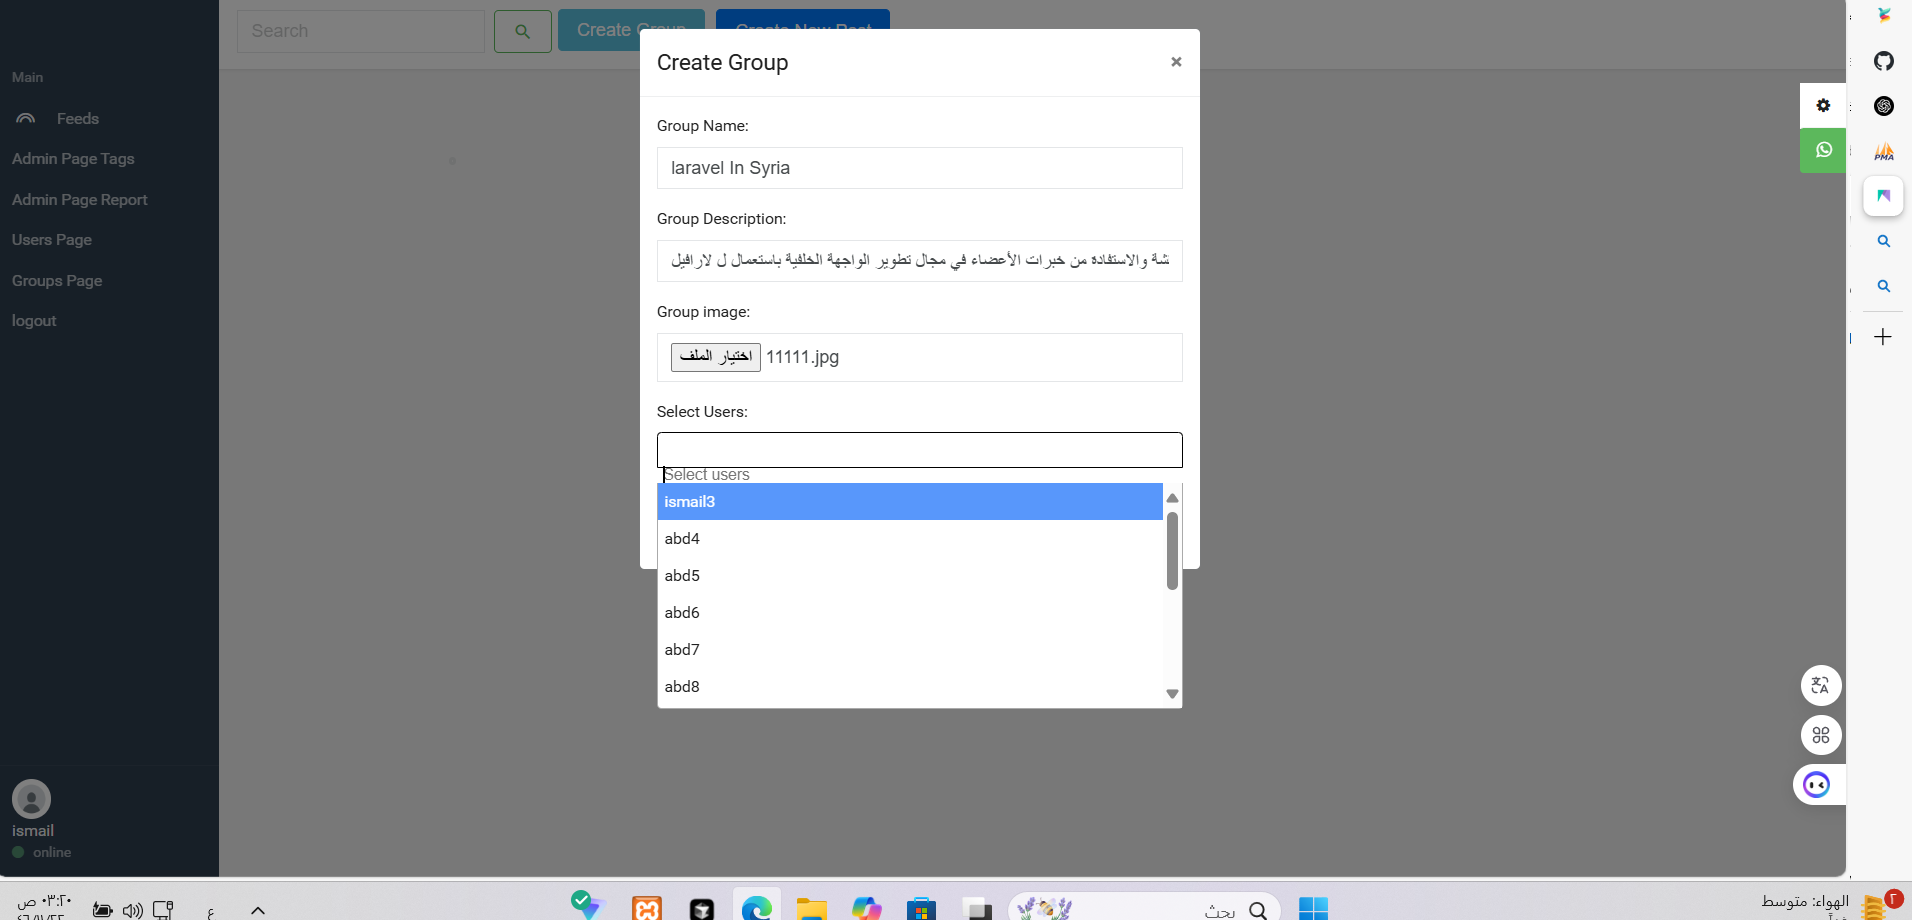 Search
Create Group
Create New Post
Main
Feeds
Admin Page Tags
Admin Page Report
Users Page
Groups Page
logout
ismail
online
Create Group
×
Group Name:
laravel In Syria
Group Description:
والاستفادة من خبرات الأعضاء في مجال تطوير الواجهة الخلفية باستعمال ل لارافيل
Group image:
اختيار الملف 11111.jpg
Select Users:
Select users
ismail3
abd4
abd5
abd6
abd7
abd8
PMA
٠٣:٢٠ ص
ع
بحث
الهواء: متوسط
٢